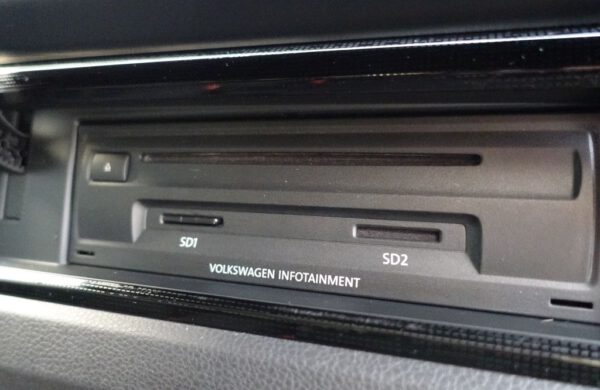 SD1
SD2
VOLKSWAGEN INFOTAINMENT